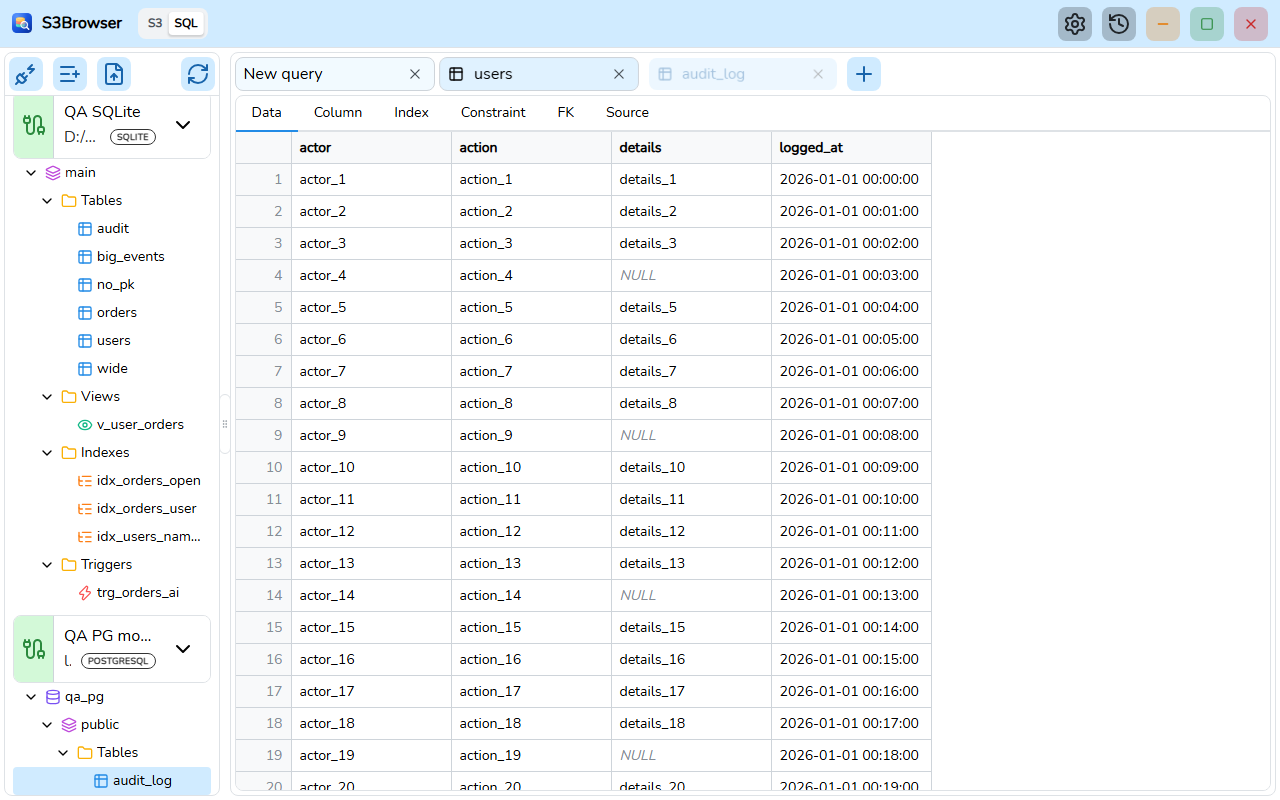 S3Browser S3 SQL
New query users audit_log
Data Column Index Constraint FK Source
QA SQLite
D:/... SQLITE
main
Tables
audit
big_events
no_pk
orders
users
wide
Views
v_user_orders
Indexes
idx_orders_open
idx_orders_user
idx_users_nam...
Triggers
trg_orders_ai
QA PG mo...
l. POSTGRESQL
qa_pg
public
Tables
audit_log
actor action details logged_at
1 actor_1 action_1 details_1 2026-01-01 00:00:00
2 actor_2 action_2 details_2 2026-01-01 00:01:00
3 actor_3 action_3 details_3 2026-01-01 00:02:00
4 actor_4 action_4 NULL 2026-01-01 00:03:00
5 actor_5 action_5 details_5 2026-01-01 00:04:00
6 actor_6 action_6 details_6 2026-01-01 00:05:00
7 actor_7 action_7 details_7 2026-01-01 00:06:00
8 actor_8 action_8 details_8 2026-01-01 00:07:00
9 actor_9 action_9 NULL 2026-01-01 00:08:00
10 actor_10 action_10 details_10 2026-01-01 00:09:00
11 actor_11 action_11 details_11 2026-01-01 00:10:00
12 actor_12 action_12 details_12 2026-01-01 00:11:00
13 actor_13 action_13 details_13 2026-01-01 00:12:00
14 actor_14 action_14 NULL 2026-01-01 00:13:00
15 actor_15 action_15 details_15 2026-01-01 00:14:00
16 actor_16 action_16 details_16 2026-01-01 00:15:00
17 actor_17 action_17 details_17 2026-01-01 00:16:00
18 actor_18 action_18 details_18 2026-01-01 00:17:00
19 actor_19 action_19 NULL 2026-01-01 00:18:00
20 actor_20 action_20 details_20 2026-01-01 00:19:00